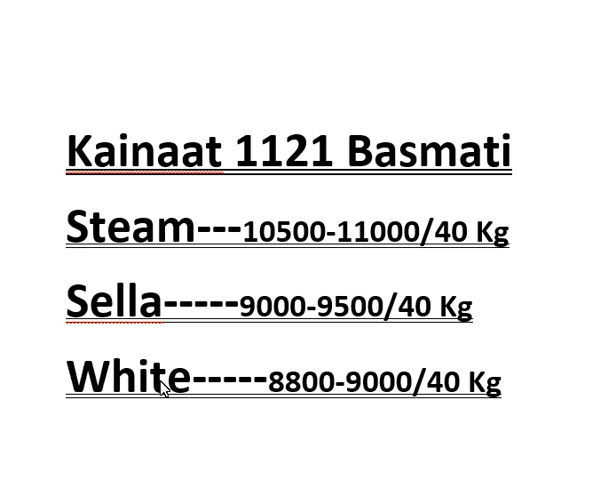 Kainaat 1121 Basmati
Steam---10500-11000/40 Kg
Sella-----9000-9500/40 Kg
White-----8800-9000/40 Kg